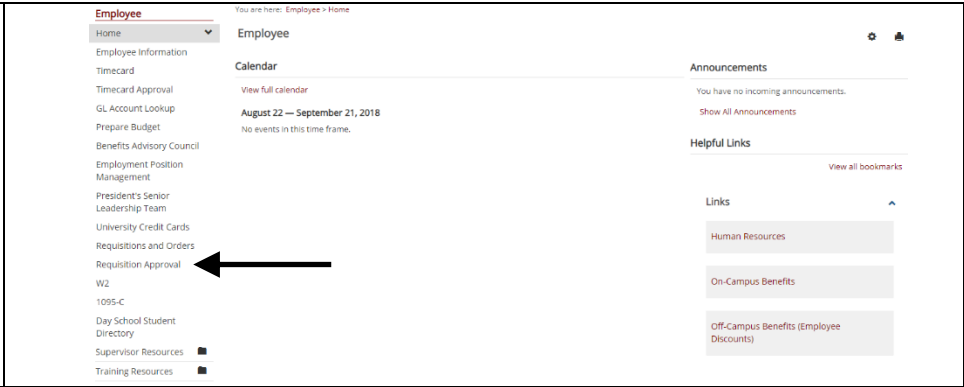 Employee
Home
Employee Information
Timecard
Timecard Approval
GL Account Lookup
Prepare Budget
Benefits Advisory Council
Employment Position
Management
President's Senior
Leadership Team
University Credit Cards
Requisitions and Orders
Requisition Approval
W2
1095-C
Day School Student
Directory
Supervisor Resources
Training Resources
You are here: Employee > Home
Employee
Calendar
View full calendar
August 22 — September 21, 2018
No events in this time frame.
Announcements
You have no incoming announcements.
Show All Announcements
Helpful Links
View all bookmarks
Links
Human Resources
On-Campus Benefits
Off-Campus Benefits (Employee
Discounts)